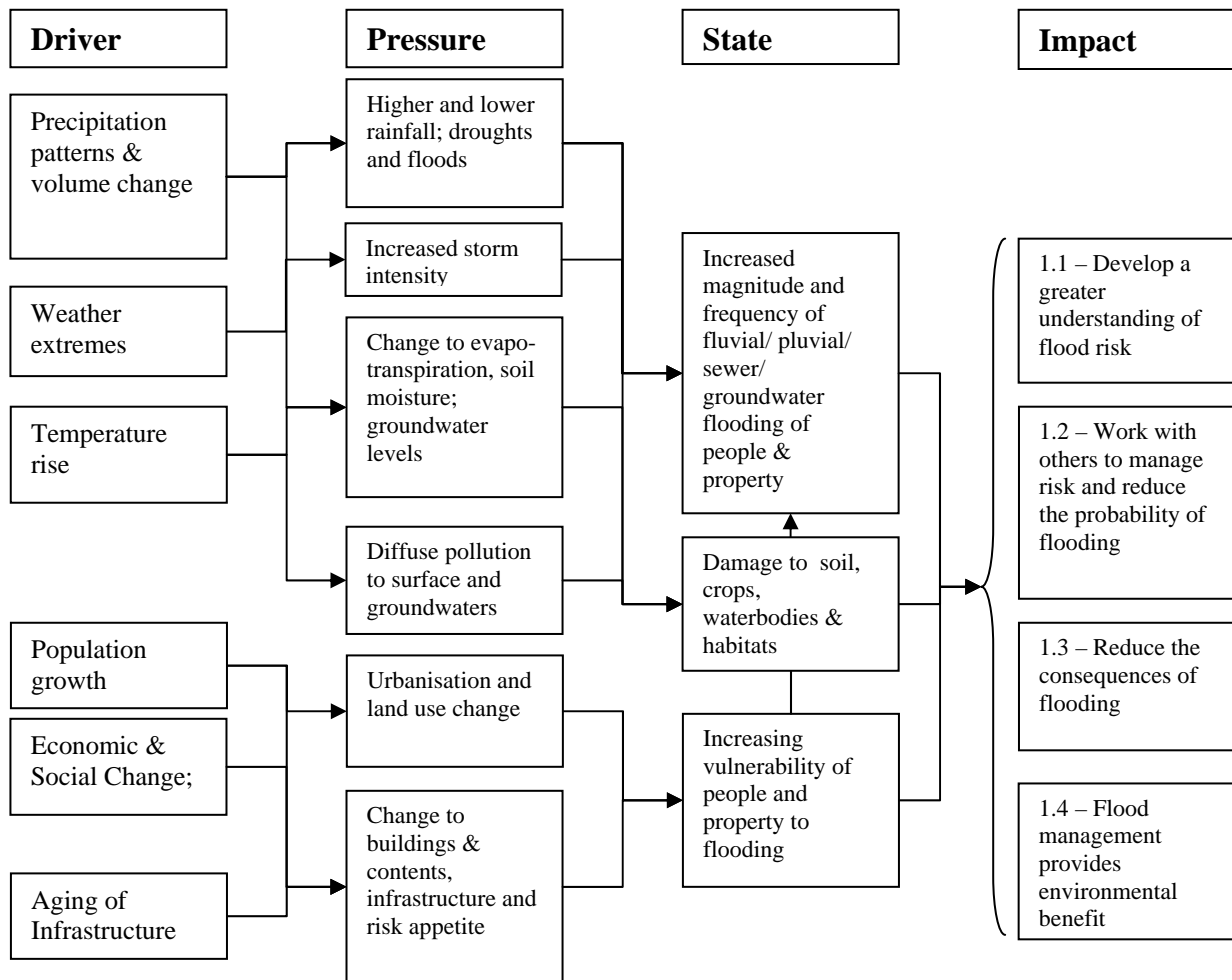 Driver
Precipitation
patterns &
volume change
Weather
extremes
Temperature
rise
Population
growth
Economic &
Social Change;
Aging of
Infrastructure
Pressure
Higher and lower
rainfall; droughts
and floods
Increased storm
intensity
Change to evapo-
transpiration, soil
moisture;
groundwater
levels
Diffuse pollution
to surface and
groundwaters
Urbanisation and
land use change
Change to
buildings &
contents,
infrastructure and
risk appetite
State
Increased
magnitude and
frequency of
fluvial/ pluvial/
sewer/
groundwater
flooding of
people &
property
Damage to soil,
crops,
waterbodies &
habitats
Increasing
vulnerability of
people and
property to
flooding
Impact
1.1 – Develop a
greater
understanding of
flood risk
1.2 – Work with
others to manage
risk and reduce
the probability of
flooding
1.3 – Reduce the
consequences of
flooding
1.4 – Flood
management
provides
environmental
benefit